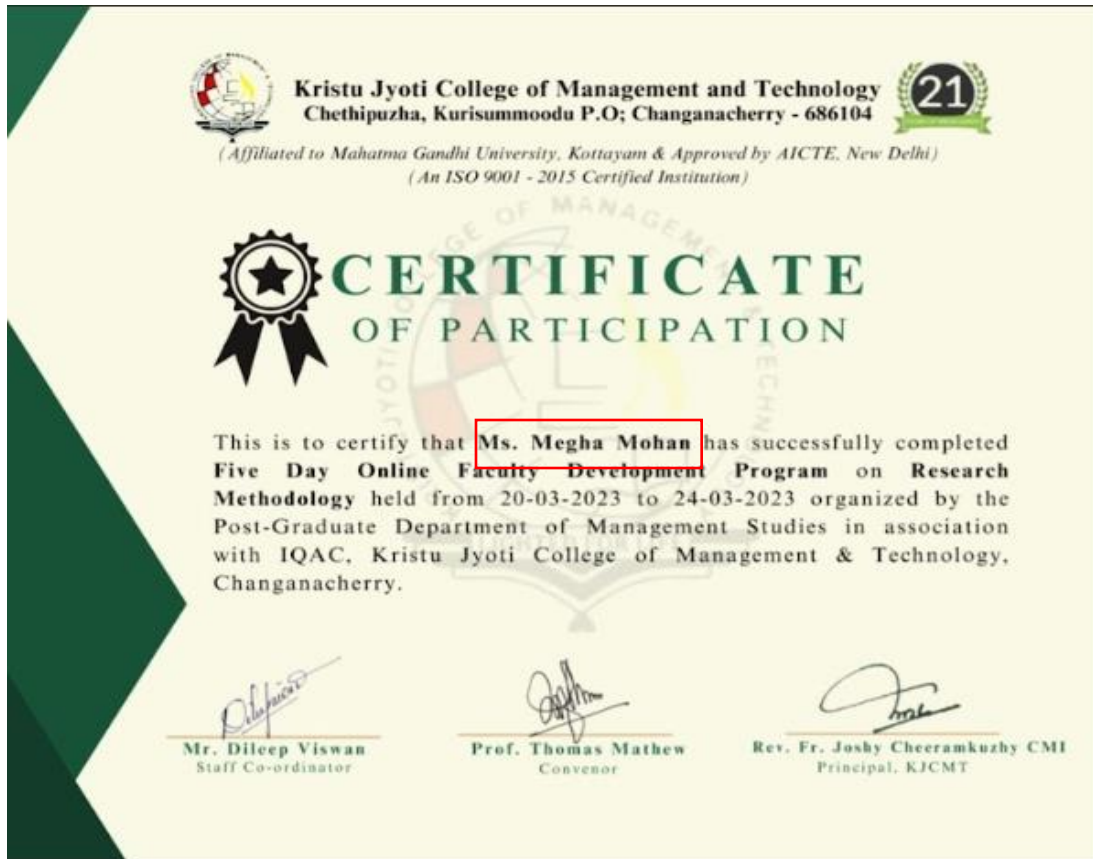 Kristu Jyoti College of Management and Technology
21
Chethipuzha, Kurisummoodu P.O; Changanacherry - 686104
(Affiliated to Mahatma Gandhi University, Kottayam & Approved by AICTE, New Delhi)
(An ISO 9001 - 2015 Certified Institution)
CERTIFICATE
OF PARTICIPATION
This is to certify that Ms. Megha Mohan has successfully completed
Five Day Online Faculty Development Program on Research
Methodology held from 20-03-2023 to 24-03-2023 organized by the
Post-Graduate Department of Management Studies in association
with IQAC, Kristu Jyoti College of Management & Technology,
Changanacherry.
Mr. Dileep Viswan
Staff Co-ordinator
Prof. Thomas Mathew
Convenor
Rev. Fr. Joshy Cheeramkuzhy CMI
Principal, KJCMT